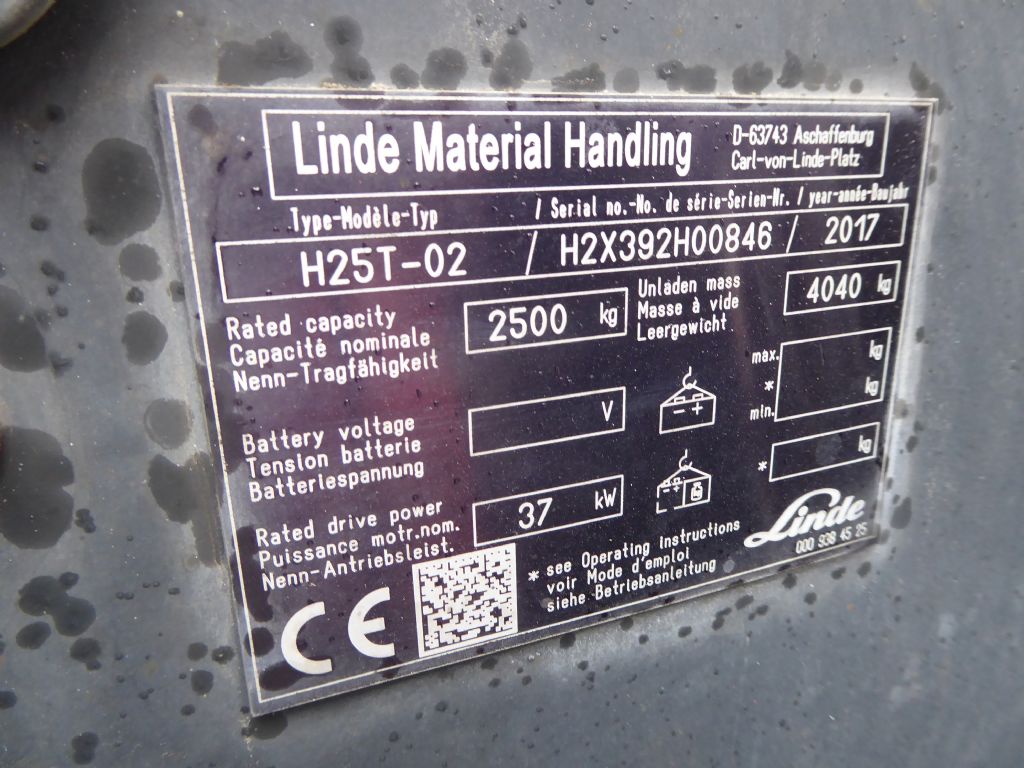 Linde Material Handling
D-63743 Aschaffenburg
Carl-von-Linde-Platz
Type-Modèle-Typ / Serial no.-No. de série-Serien-Nr. / year-année-Baujahr
H25T-02 / H2X392H00846 / 2017
Rated capacity
Capacité nominale
Nenn-Tragfähigkeit
2500 kg
Unladen mass
Masse à vide
Leergewicht
4040 kg
Battery voltage
Tension batterie
Batteriespannung
V
- +
max. kg
* kg
min.
- +
* kg
Rated drive power
Puissance motr.nom.
Nenn-Antriebsleist.
37 kW
* see Operating instructions
voir Mode d'emploi
siehe Betriebsanleitung
Linde
000 938 45 25
CE